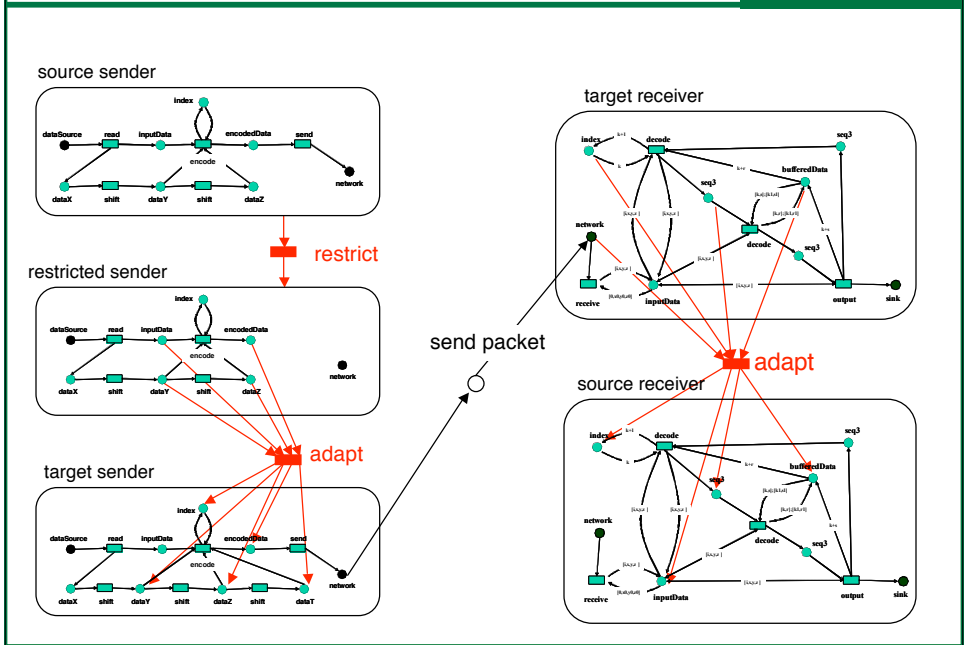 source sender
index
dataSource read inputData encodedData send
encode
network
dataX shift dataY shift dataZ
restrict
restricted sender
index
dataSource read inputData encodedData
encode
network
dataX shift dataY shift dataZ
adapt
target sender
index
dataSource read inputData encodedData send
encode
network
dataX shift dataY shift dataZ shift dataT
send packet
target receiver
index k+1 decode seq3
k
bufferedData
k+r
seq3
network
decode
k+s
seq3
receive
inputData
output sink
adapt
source receiver
index k+1 decode seq3
k
bufferedData
k+r
seq3
network
decode
k+s
seq3
receive
inputData
output sink